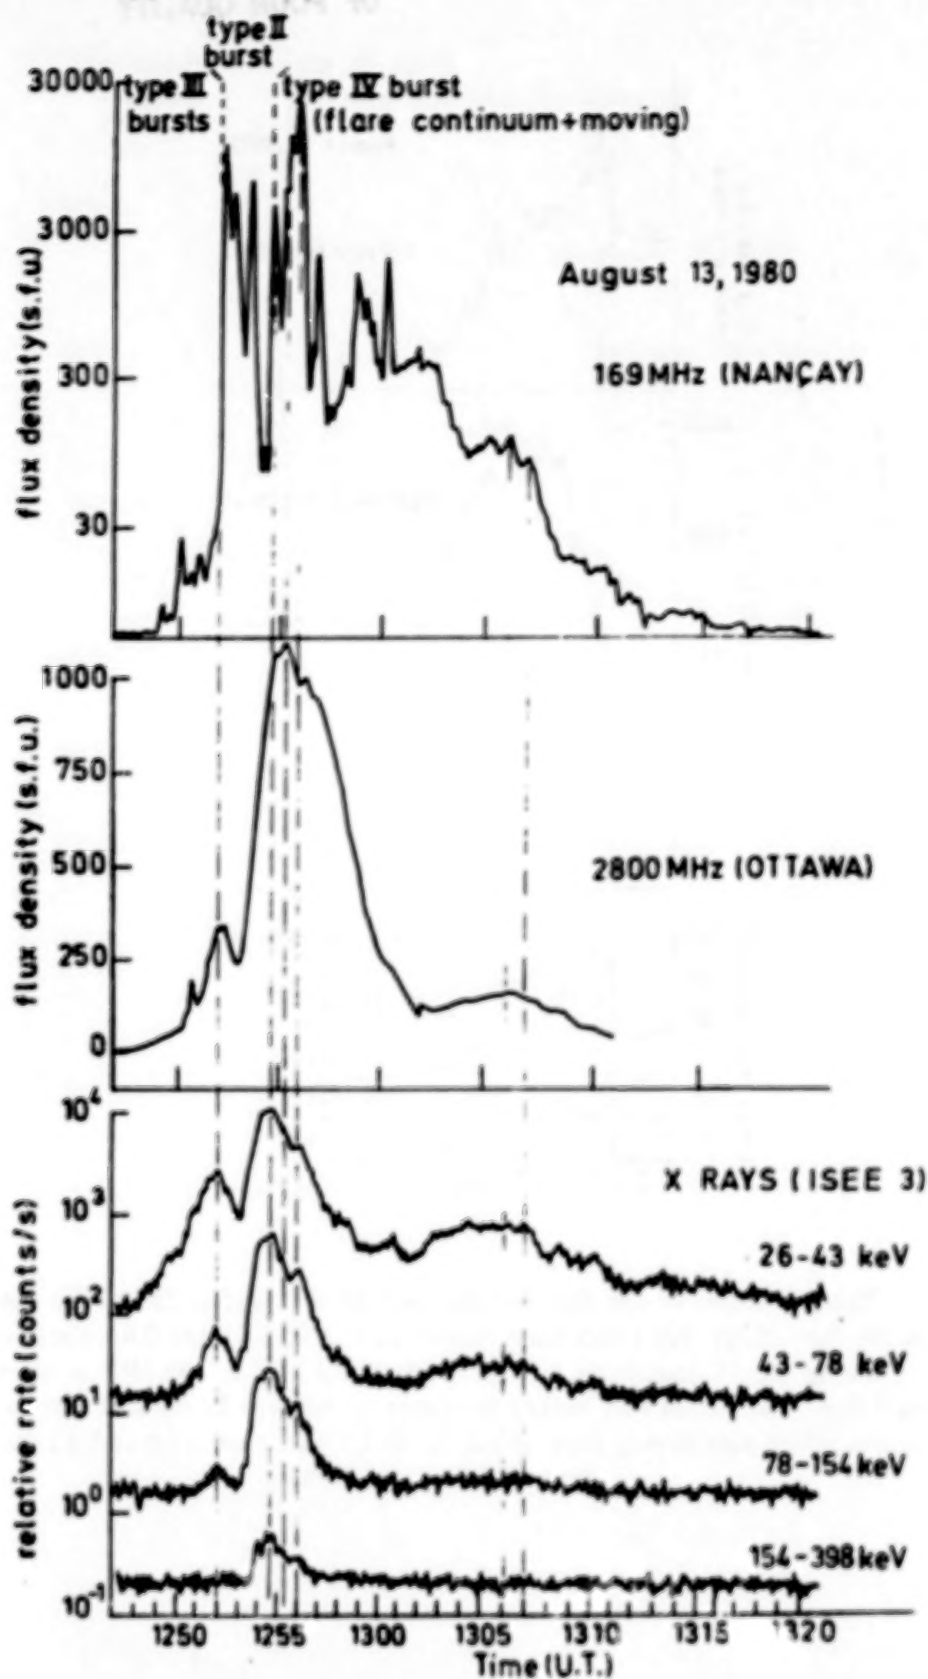 type II
burst
30000
type III
bursts
type IV burst
(flare continuum+moving)
3000
August 13, 1980
300
169 MHz (NANÇAY)
30
flux density (s.f.u)
1000
750
500
2800 MHz (OTTAWA)
250
0
flux density (s.f.u.)
10⁴
X RAYS (ISEE 3)
10³
26-43 keV
10²
43-78 keV
10¹
78-154 keV
10⁰
154-398 keV
10⁻¹
relative rate (counts/s)
1250 1255 1300 1305 1310 1315 1320
Time (U.T.)